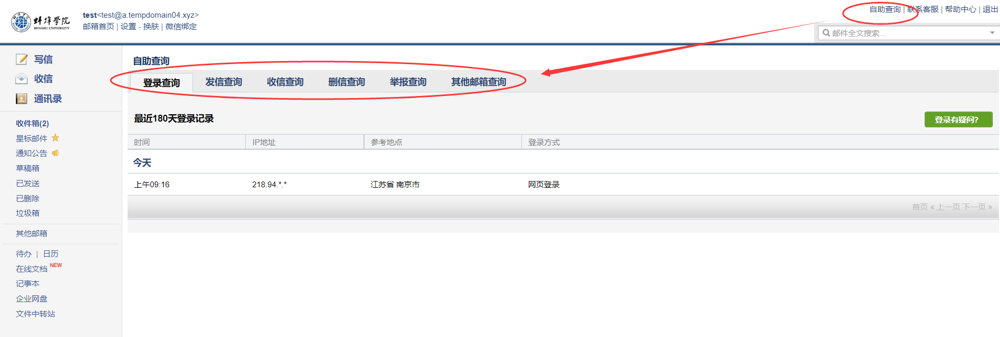 蚌埠学院
BENGBU UNIVERSITY
test<test@a.tempdomain04.xyz>
邮箱首页 | 设置 - 换肤 | 微信绑定
自助查询 | 联系客服 | 帮助中心 | 退出
邮件全文搜索...
写信
收信
通讯录
收件箱(2)
星标邮件
通知公告
草稿箱
已发送
已删除
垃圾箱
其他邮箱
待办 | 日历
在线文档 NEW
记事本
企业网盘
文件中转站
自助查询
登录查询 发信查询 收信查询 删信查询 举报查询 其他邮箱查询
最近180天登录记录
登录有疑问?
时间 IP地址 参考地点 登录方式
今天
上午09:16 218.94.*.* 江苏省 南京市 网页登录
首页 « 上一页 下一页 »